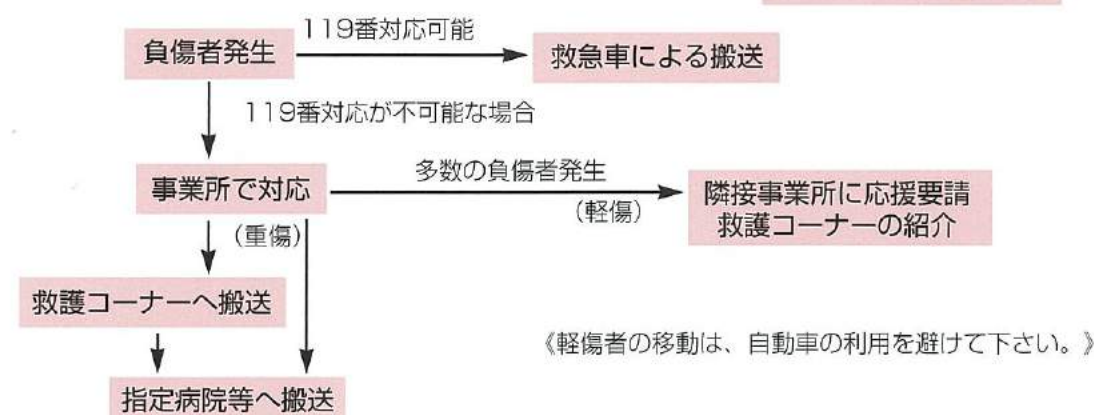 119番対応可能
負傷者発生
救急車による搬送
119番対応が不可能な場合
多数の負傷者発生
事業所で対応
(軽傷)
隣接事業所に応援要請
救護コーナーの紹介
(重傷)
救護コーナーへ搬送
《軽傷者の移動は、自動車の利用を避けて下さい。》
指定病院等へ搬送